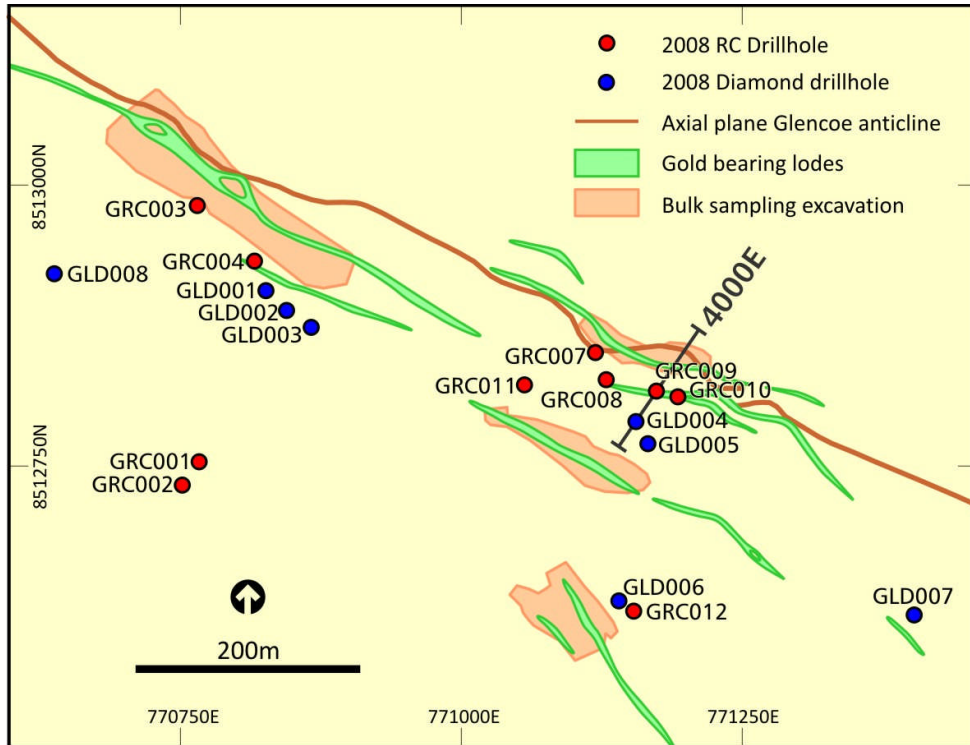 2008 RC Drillhole
2008 Diamond drillhole
Axial plane Glencoe anticline
Gold bearing lodes
Bulk sampling excavation
8513000N
GRC003
GRC004
GLD008
GLD001
GLD002
GLD003
4000E
GRC007
GRC009
GRC011
GRC008
GRC010
GLD004
GLD005
8512750N
GRC001
GRC002
GLD006
GRC012
GLD007
200m
770750E
771000E
771250E